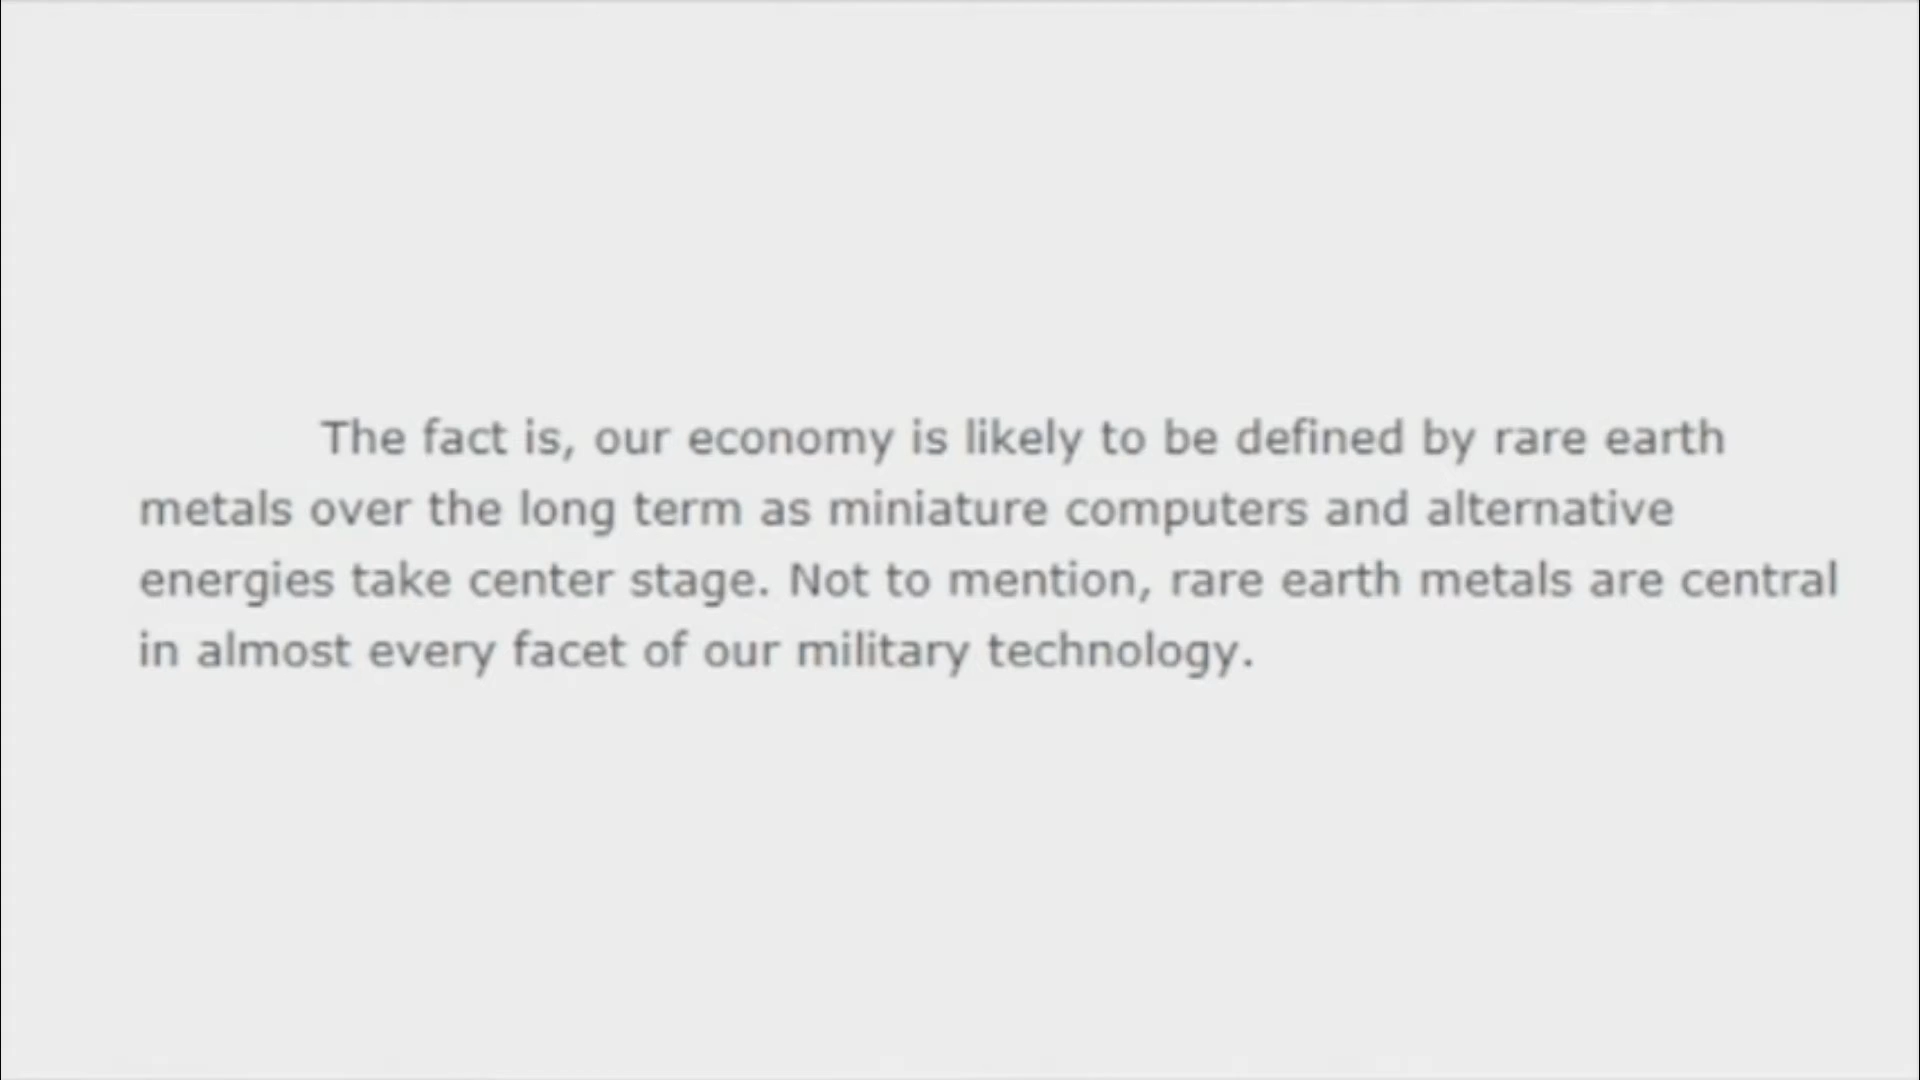 The fact is, our economy is likely to be defined by rare earth
metals over the long term as miniature computers and alternative
energies take center stage. Not to mention, rare earth metals are central
in almost every facet of our military technology.